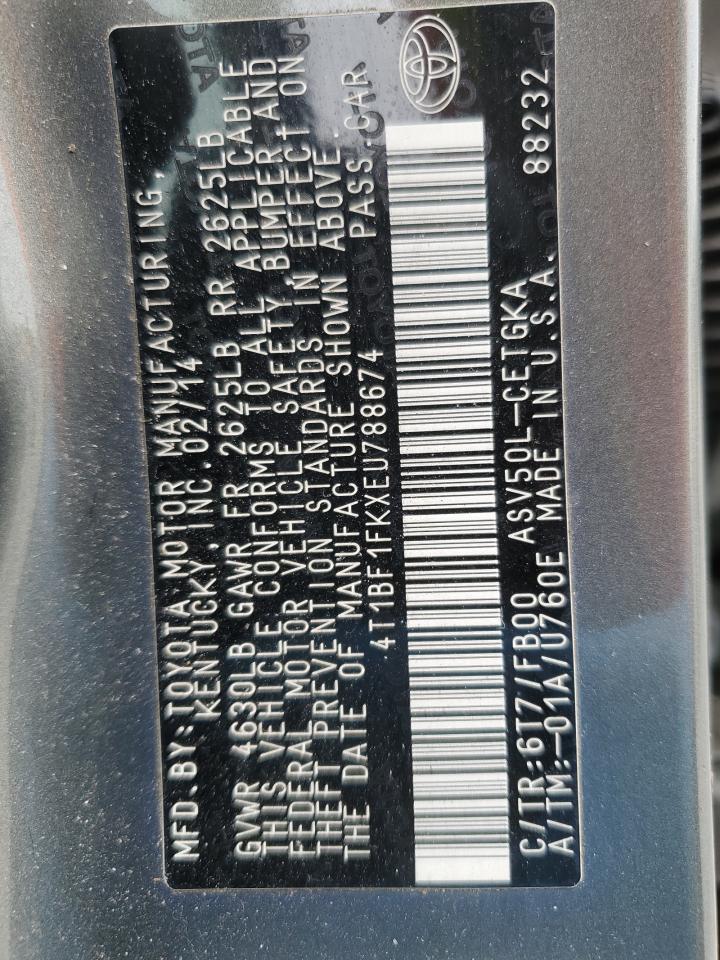 MFD.BY:TOYOTA MOTOR MANUFACTURING,
KENTUCKY,INC.02/14
GVWR 4630LB GAWR FR 2625LB RR 2625LB
THIS VEHICLE CONFORMS TO ALL APPLICABLE
FEDERAL MOTOR VEHICLE SAFETY,BUMPER AND
THEFT PREVENTION STANDARDS IN EFFECT ON
THE DATE OF MANUFACTURE SHOWN ABOVE.
4T1BF1FKXEU788674 PASS.CAR
C/TR:6T7/FB00 ASV50L-CETGKA
A/TM:-01A/U760E MADE IN U.S.A. 88232